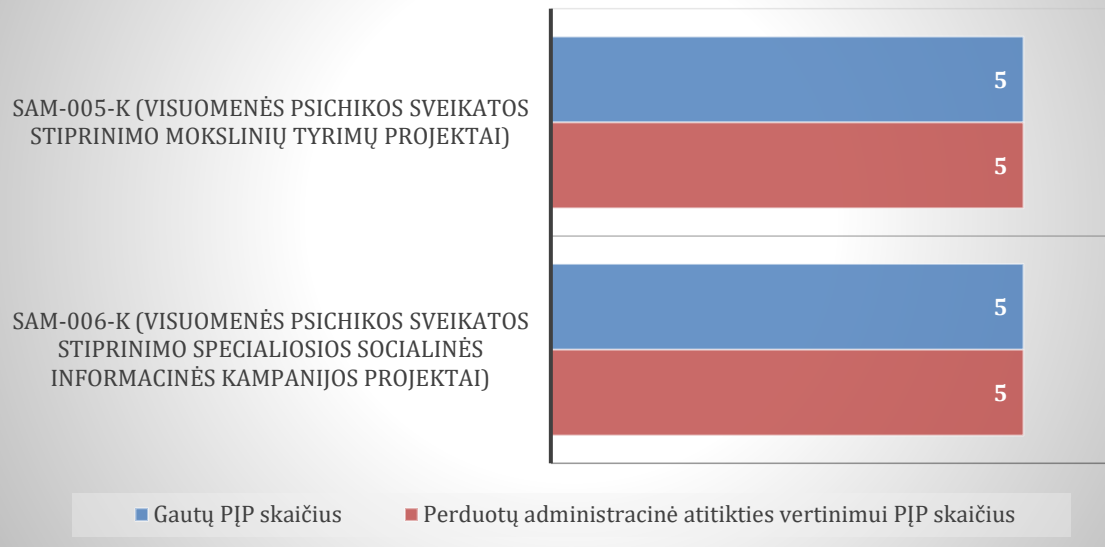 SAM-005-K (VISUOMENĖS PSICHIKOS SVEIKATOS
STIPRINIMO MOKSLINIŲ TYRIMŲ PROJEKTAI)
5
5
SAM-006-K (VISUOMENĖS PSICHIKOS SVEIKATOS
STIPRINIMO SPECIALIOSIOS SOCIALINĖS
INFORMACINĖS KAMPANIJOS PROJEKTAI)
5
5
Gautų PĮP skaičius
Perduotų administracinė atitikties vertinimui PĮP skaičius